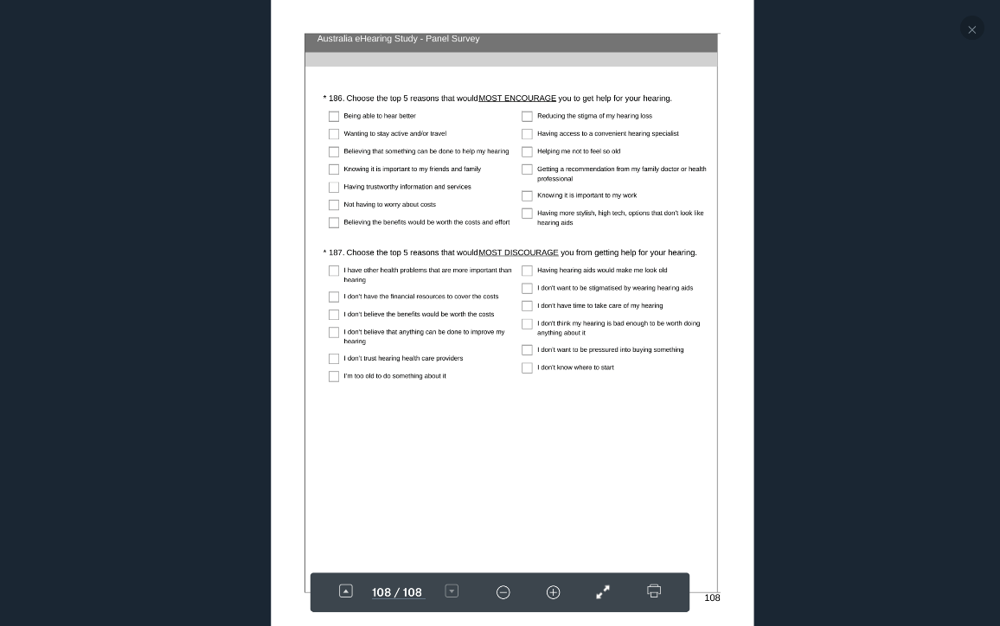 Australia eHearing Study - Panel Survey
* 186. Choose the top 5 reasons that would MOST ENCOURAGE you to get help for your hearing.
Being able to hear better
Wanting to stay active and/or travel
Believing that something can be done to help my hearing
Knowing it is important to my friends and family
Having trustworthy information and services
Not having to worry about costs
Believing the benefits would be worth the costs and effort
Reducing the stigma of my hearing loss
Having access to a convenient hearing specialist
Helping me not to feel so old
Getting a recommendation from my family doctor or health
professional
Knowing it is important to my work
Having more stylish, high tech, options that don't look like
hearing aids
* 187. Choose the top 5 reasons that would MOST DISCOURAGE you from getting help for your hearing.
I have other health problems that are more important than
hearing
I don't have the financial resources to cover the costs
I don't believe the benefits would be worth the costs
I don't believe that anything can be done to improve my
hearing
I don't trust hearing health care providers
I'm too old to do something about it
Having hearing aids would make me look old
I don't want to be stigmatised by wearing hearing aids
I don't have time to take care of my hearing
I don't think my hearing is bad enough to be worth doing
anything about it
I don't want to be pressured into buying something
I don't know where to start
108 / 108
108